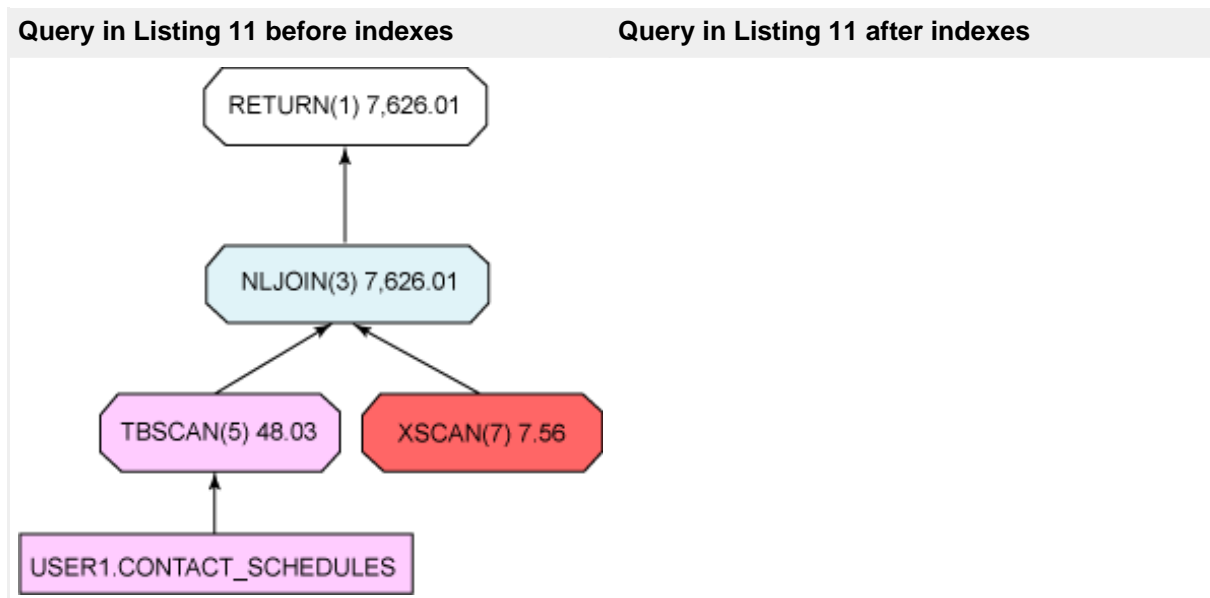 Query in Listing 11 before indexes
Query in Listing 11 after indexes
RETURN(1) 7,626.01
NLJOIN(3) 7,626.01
TBSCAN(5) 48.03
XSCAN(7) 7.56
USER1.CONTACT_SCHEDULES